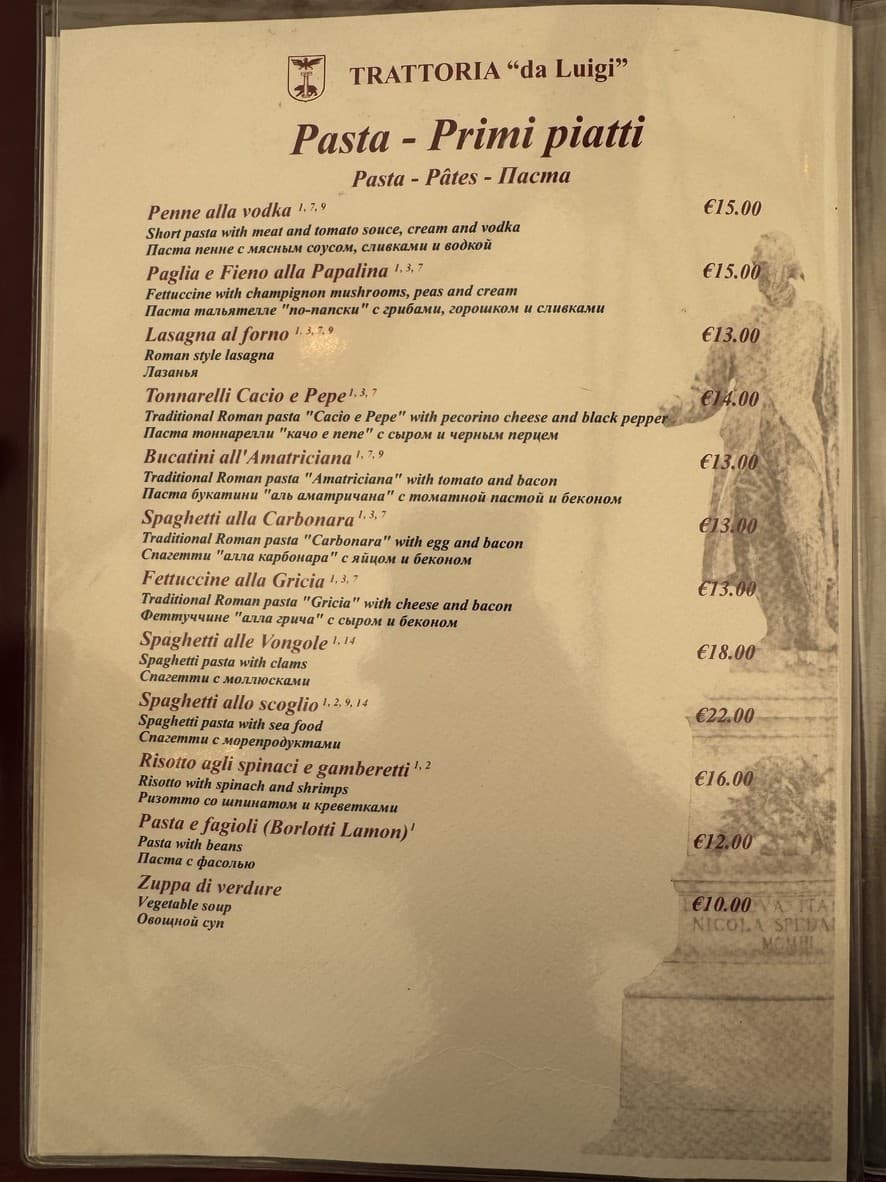 TRATTORIA “da Luigi”
Pasta - Primi piatti
Pasta - Pâtes - Паста
Penne alla vodka 1, 7, 9 €15.00
Short pasta with meat and tomato souce, cream and vodka
Паста пенне с мясным соусом, сливками и водкой
Paglia e Fieno alla Papalina 1, 3, 7 €15.00
Fettuccine with champignon mushrooms, peas and cream
Паста тальятелле "по-папски" с грибами, горошком и сливками
Lasagna al forno 1, 3, 7, 9 €13.00
Roman style lasagna
Лазанья
Tonnarelli Cacio e Pepe 1, 3, 7 €14.00
Traditional Roman pasta "Cacio e Pepe" with pecorino cheese and black pepper
Паста тоннарелли "качо е пепе" с сыром и черным перцем
Bucatini all'Amatriciana 1, 7, 9 €13.00
Traditional Roman pasta "Amatriciana" with tomato and bacon
Паста букатини "аль аматричана" с томатной пастой и беконом
Spaghetti alla Carbonara 1, 3, 7 €13.00
Traditional Roman pasta "Carbonara" with egg and bacon
Спагетти "алла карбонара" с яйцом и беконом
Fettuccine alla Gricia 1, 3, 7 €13.00
Traditional Roman pasta "Gricia" with cheese and bacon
Феттуччине "алла грича" с сыром и беконом
Spaghetti alle Vongole 1, 14 €18.00
Spaghetti pasta with clams
Спагетти с моллюсками
Spaghetti allo scoglio 1, 2, 9, 14 €22.00
Spaghetti pasta with sea food
Спагетти с морепродуктами
Risotto agli spinaci e gamberetti 1, 2 €16.00
Risotto with spinach and shrimps
Ризотто со шпинатом и креветками
Pasta e fagioli (Borlotti Lamon) 1 €12.00
Pasta with beans
Паста с фасолью
Zuppa di verdure €10.00
Vegetable soup
Овощной суп
VA ITA
NICOLA SPEDA